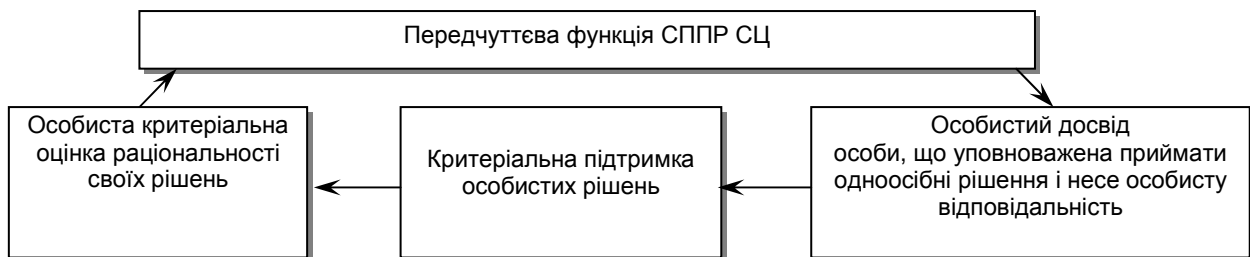 Передчуттєва функція СППР СЦ
Особиста критеріальна
оцінка раціональності
своїх рішень
Критеріальна підтримка
особистих рішень
Особистий досвід
особи, що уповноважена приймати
одноосібні рішення і несе особисту
відповідальність